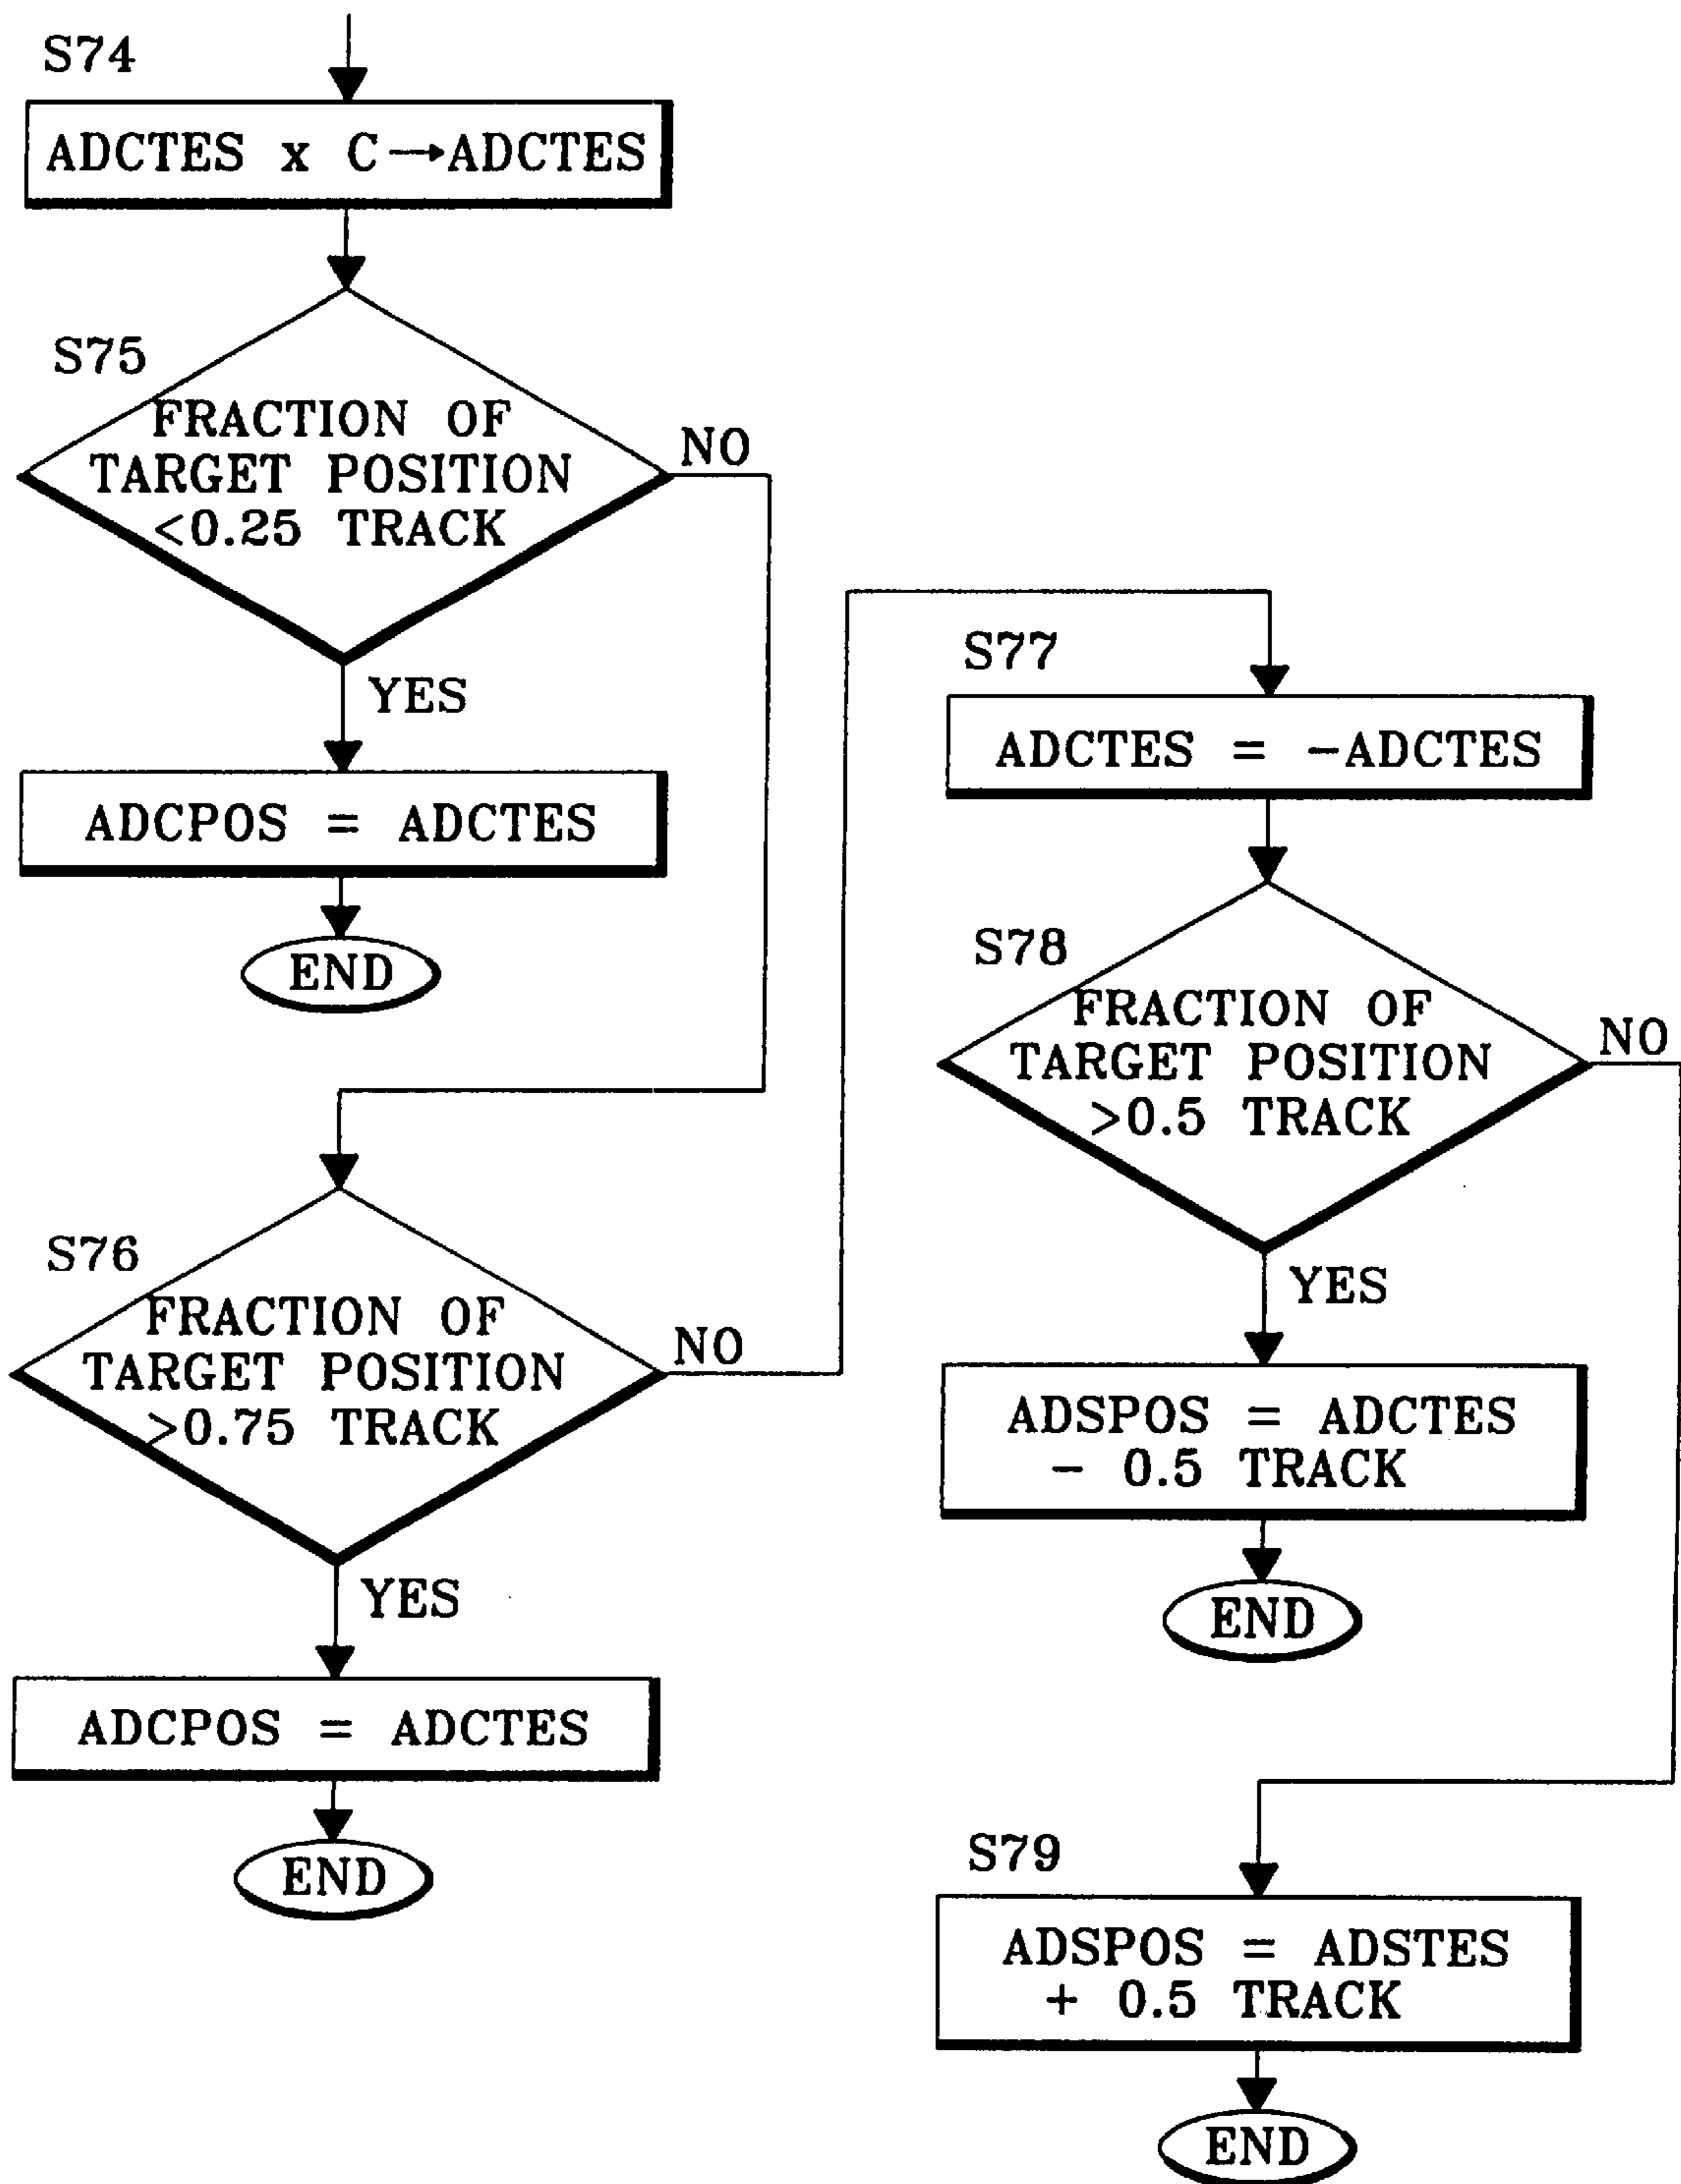 S74
ADCTES x C→ADCTES
S75
FRACTION OF
TARGET POSITION
<0.25 TRACK
NO
YES
ADCPOS = ADCTES
END
S76
FRACTION OF
TARGET POSITION
>0.75 TRACK
NO
YES
ADCPOS = ADCTES
END
S77
ADCTES = -ADCTES
S78
FRACTION OF
TARGET POSITION
>0.5 TRACK
NO
YES
ADSPOS = ADCTES
- 0.5 TRACK
END
S79
ADSPOS = ADSTES
+ 0.5 TRACK
END